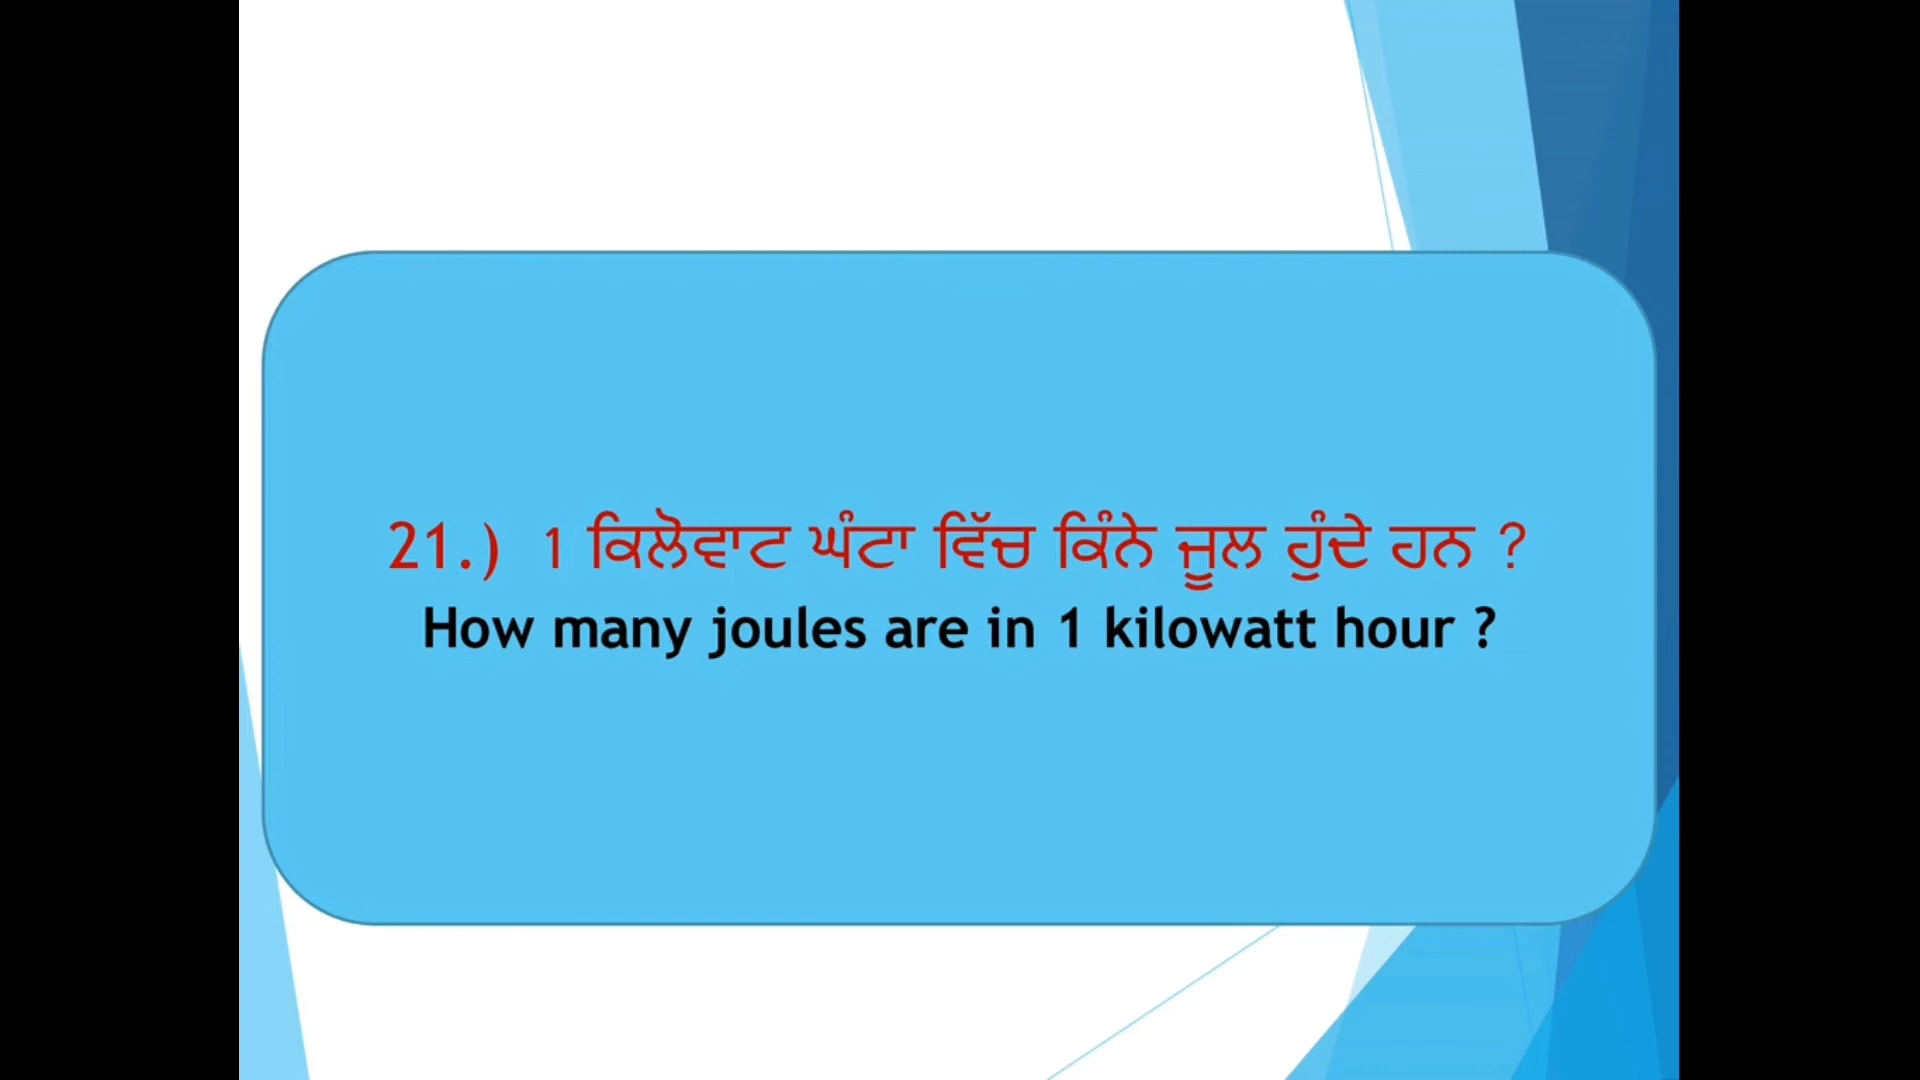 21.) 1 ਕਿਲੋਵਾਟ ਘੰਟਾ ਵਿੱਚ ਕਿੰਨੇ ਜੂਲ ਹੁੰਦੇ ਹਨ ?
How many joules are in 1 kilowatt hour ?